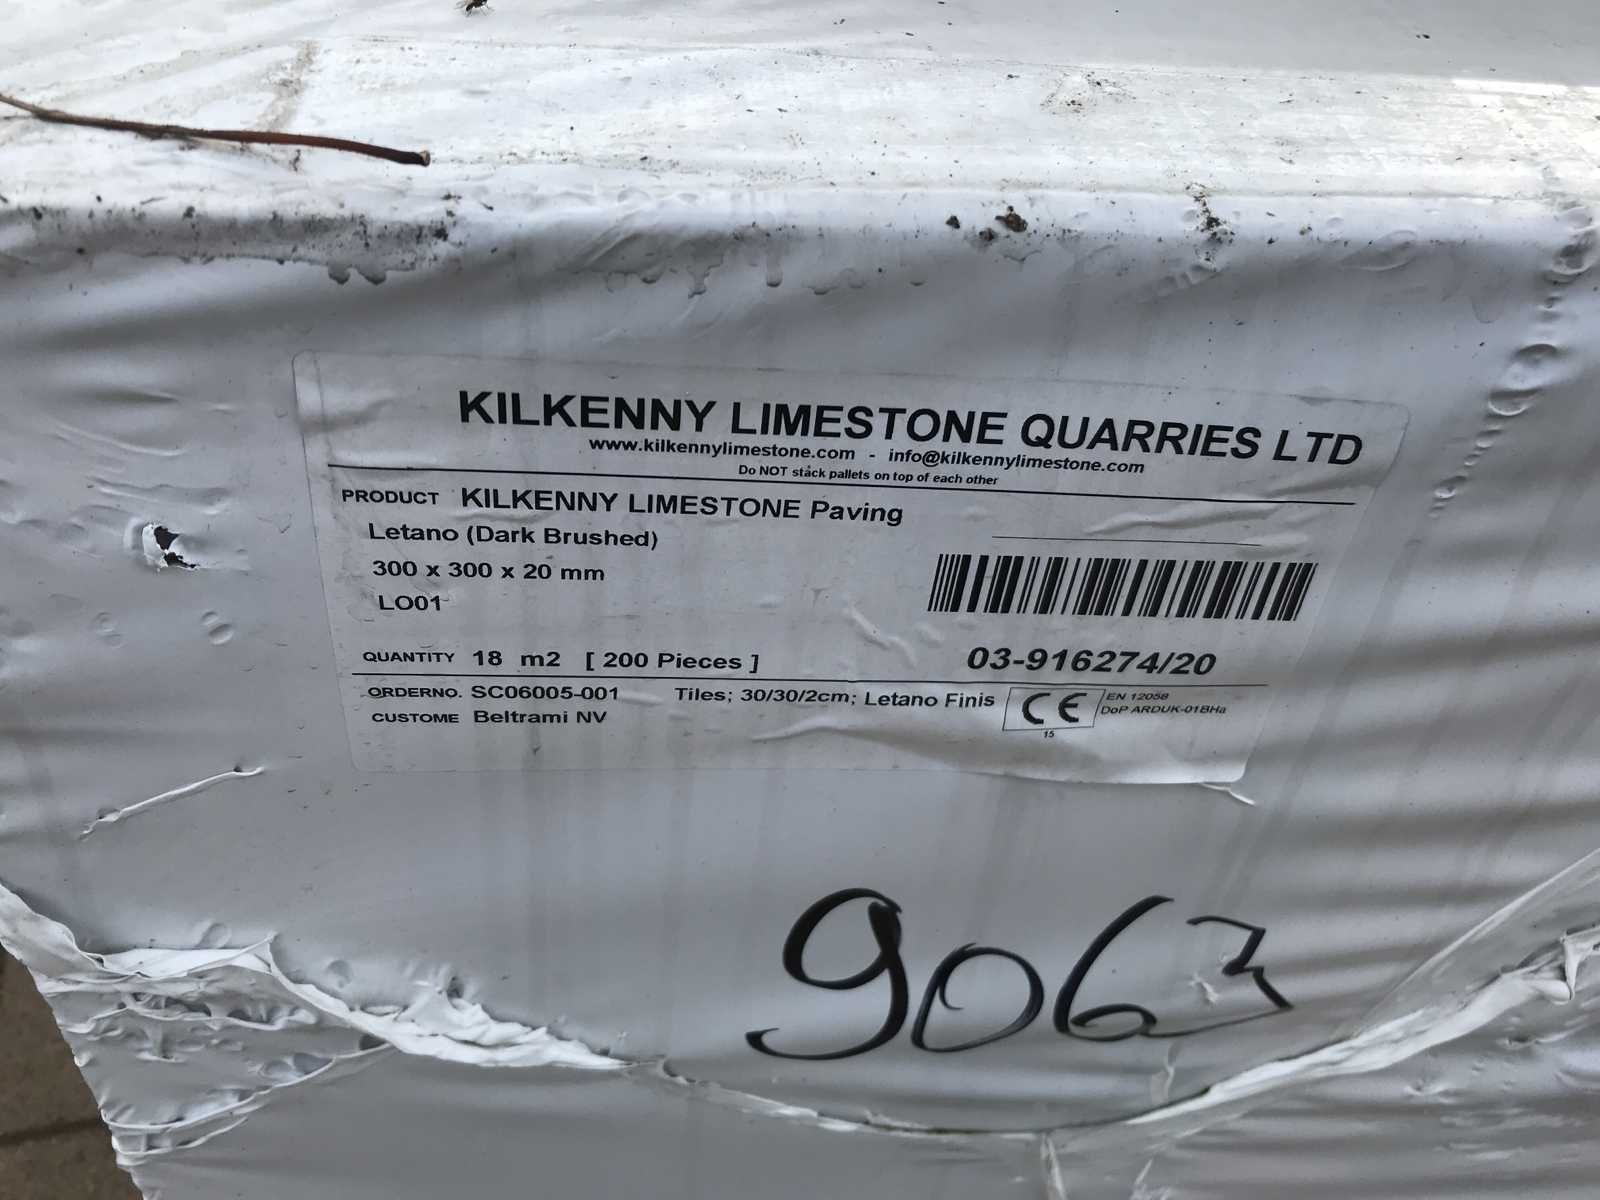 KILKENNY LIMESTONE QUARRIES LTD
www.kilkennylimestone.com - info@kilkennylimestone.com
Do NOT stack pallets on top of each other
PRODUCT KILKENNY LIMESTONE Paving
Letano (Dark Brushed)
300 x 300 x 20 mm
LO01
QUANTITY 18 m2 [ 200 Pieces ]
03-916274/20
ORDERNO. SC06005-001 Tiles; 30/30/2cm; Letano Finis
CUSTOME Beltrami NV
CE
EN 12058
DoP ARDUK-01BHa
15
9063